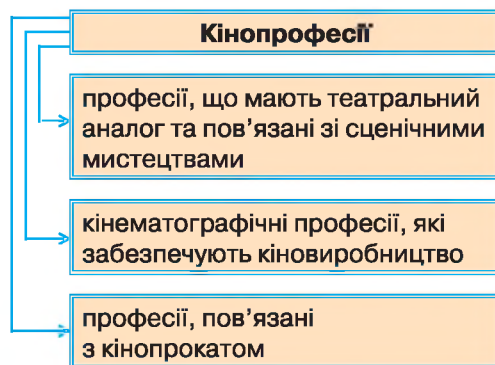 Кінопрофесії
професії, що мають театральний
аналог та пов’язані зі сценічними
мистецтвами
кінематографічні професії, які
забезпечують кіновиробництво
професії, пов’язані
з кінопрокатом